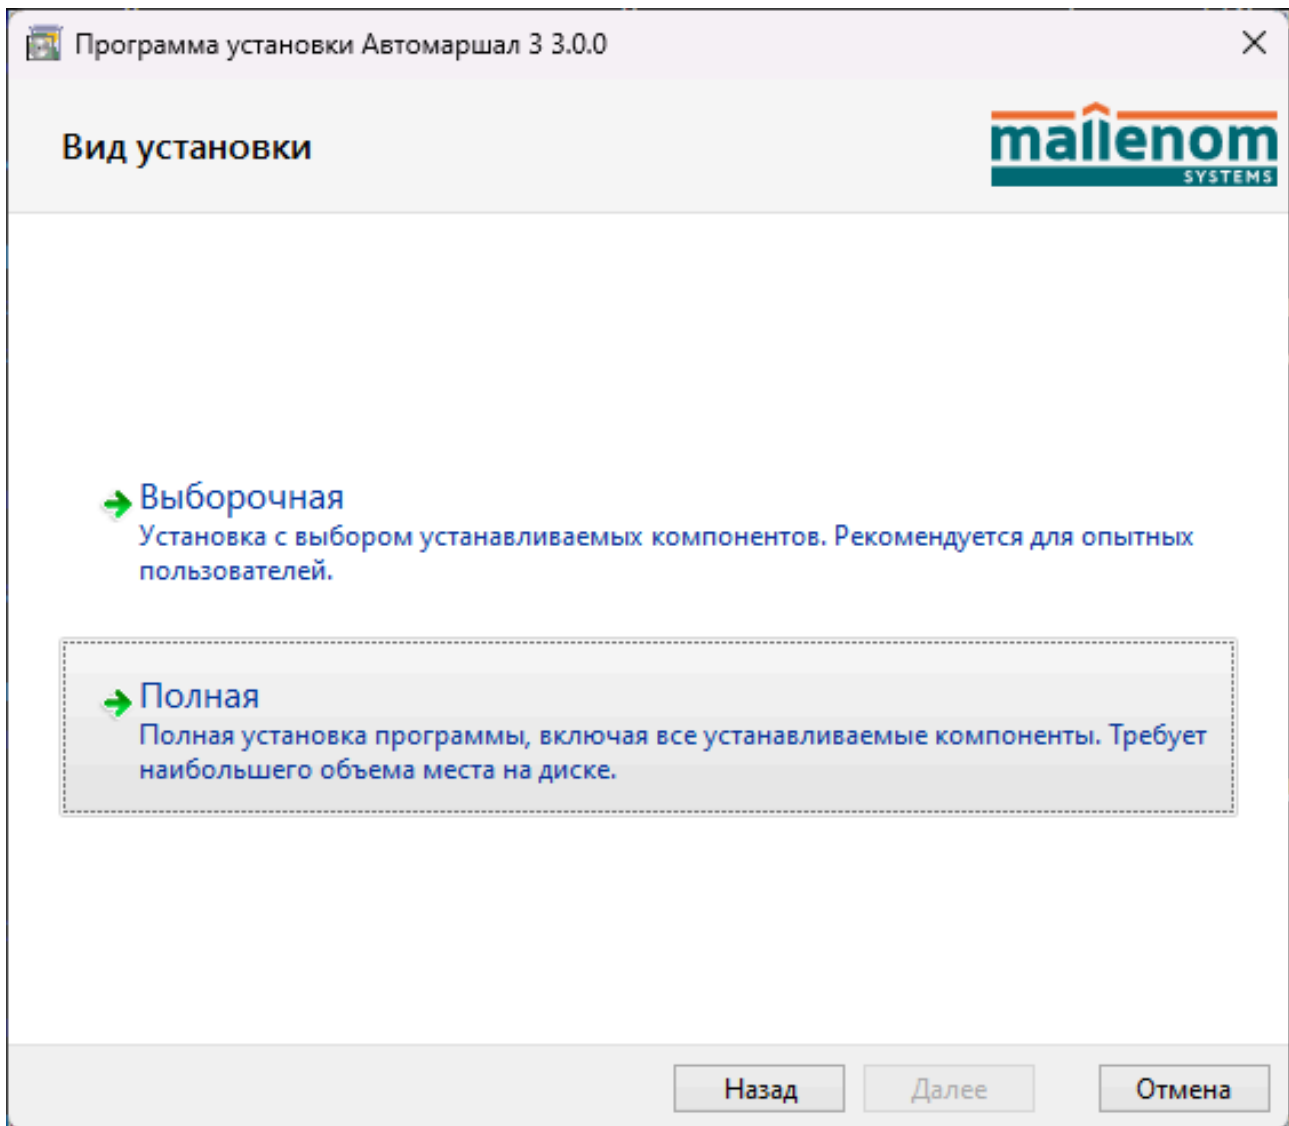 Программа установки Автомаршал 3 3.0.0
Вид установки
mallenom
SYSTEMS
Выборочная
Установка с выбором устанавливаемых компонентов. Рекомендуется для опытных
пользователей.
Полная
Полная установка программы, включая все устанавливаемые компоненты. Требует
наибольшего объема места на диске.
Назад
Далее
Отмена